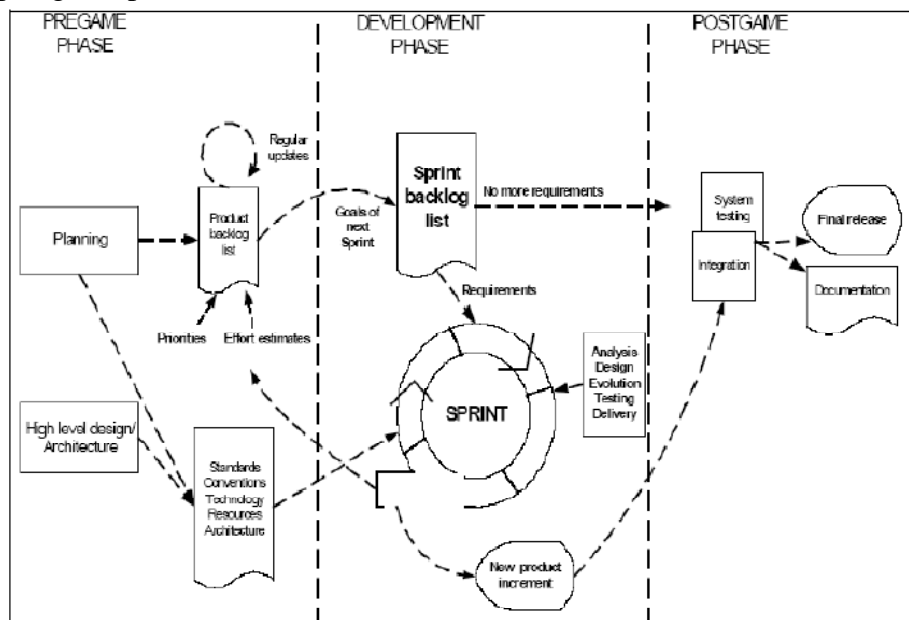 PREGAME
PHASE
DEVELOPMENT
PHASE
POSTGAME
PHASE
Regular
updates
Planning
Product
backlog
list
Goals of
next
Sprint
Sprint
backlog
list
No more requirements
System
testing
Integration
Final release
Documentation
Priorities
Effort estimates
Requirements
High level design/
Architecture
Standards
Conventions
Technology
Resources
Architecture
SPRINT
Analysis
Design
Evolution
Testing
Delivery
New product
increment